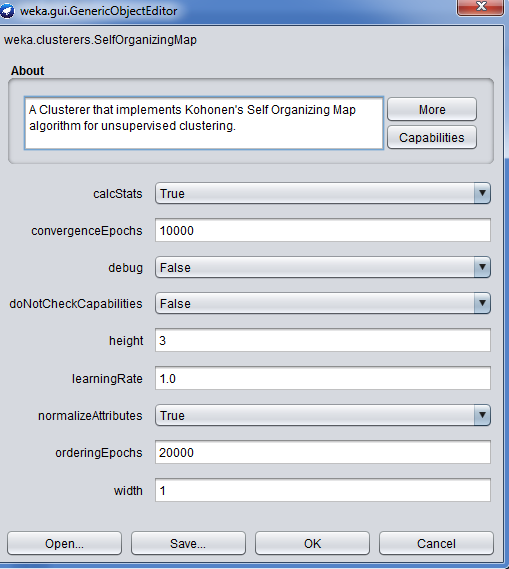 weka.gui.GenericObjectEditor
weka.clusterers.SelfOrganizingMap
About
A Clusterer that implements Kohonen's Self Organizing Map
algorithm for unsupervised clustering.
More
Capabilities
calcStats True
convergenceEpochs 10000
debug False
doNotCheckCapabilities False
height 3
learningRate 1.0
normalizeAttributes True
orderingEpochs 20000
width 1
Open... Save... OK Cancel